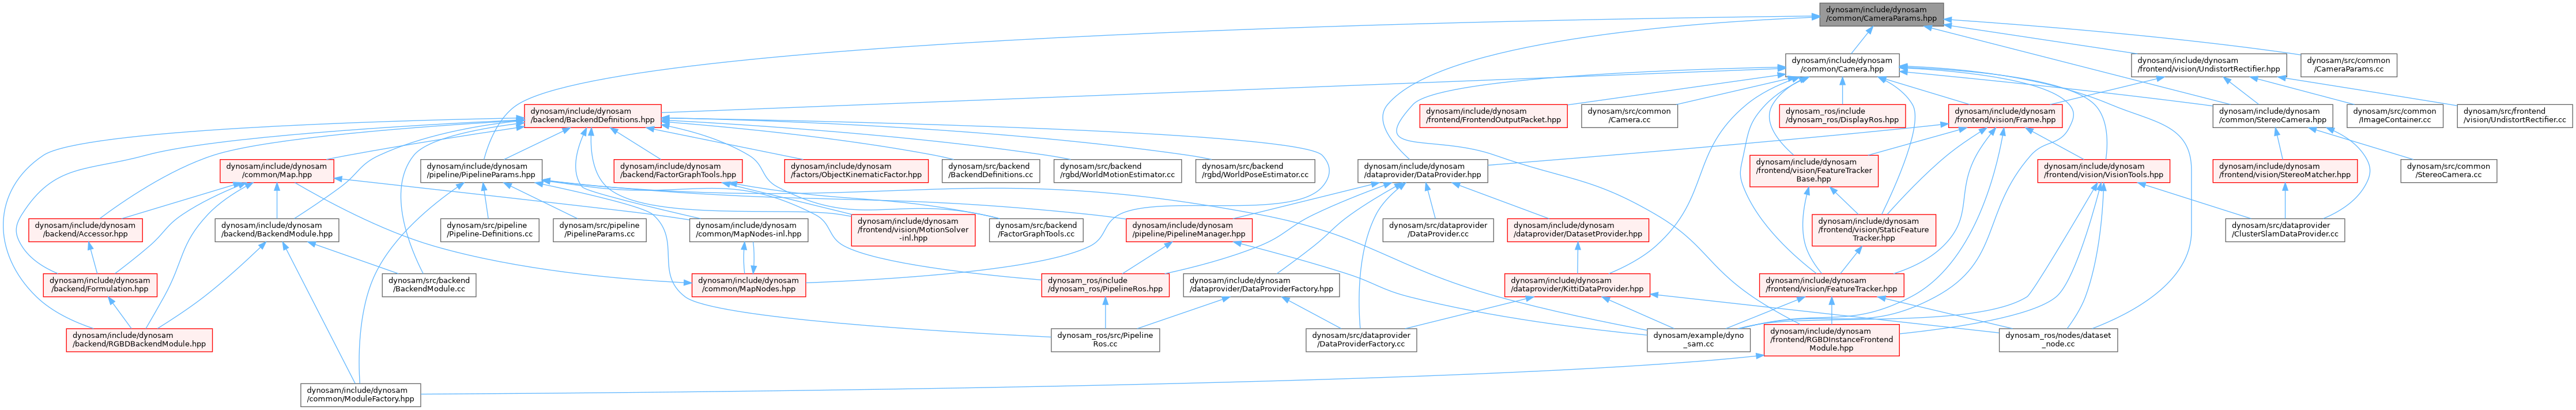 dynosam/include/dynosam
/common/CameraParams.hpp
dynosam/include/dynosam
/common/Camera.hpp
dynosam/include/dynosam
/frontend/vision/UndistortRectifier.hpp
dynosam/src/common
/CameraParams.cc
dynosam/include/dynosam
/backend/BackendDefinitions.hpp
dynosam/include/dynosam
/frontend/FrontendOutputPacket.hpp
dynosam/src/common
/Camera.cc
dynosam_ros/include
/dynosam_ros/DisplayRos.hpp
dynosam/include/dynosam
/frontend/vision/Frame.hpp
dynosam/include/dynosam
/common/StereoCamera.hpp
dynosam/src/common
/ImageContainer.cc
dynosam/src/frontend
/vision/UndistortRectifier.cc
dynosam/include/dynosam
/common/Map.hpp
dynosam/include/dynosam
/pipeline/PipelineParams.hpp
dynosam/include/dynosam
/backend/FactorGraphTools.hpp
dynosam/include/dynosam
/factors/ObjectKinematicFactor.hpp
dynosam/src/backend
/BackendDefinitions.cc
dynosam/src/backend
/rgbd/WorldMotionEstimator.cc
dynosam/src/backend
/rgbd/WorldPoseEstimator.cc
dynosam/include/dynosam
/dataprovider/DataProvider.hpp
dynosam/include/dynosam
/frontend/vision/FeatureTracker
Base.hpp
dynosam/include/dynosam
/frontend/vision/VisionTools.hpp
dynosam/include/dynosam
/frontend/vision/StereoMatcher.hpp
dynosam/src/common
/StereoCamera.cc
dynosam/include/dynosam
/backend/Accessor.hpp
dynosam/include/dynosam
/backend/BackendModule.hpp
dynosam/src/pipeline
/Pipeline-Definitions.cc
dynosam/src/pipeline
/PipelineParams.cc
dynosam/include/dynosam
/common/MapNodes-inl.hpp
dynosam/include/dynosam
/frontend/vision/MotionSolver
-inl.hpp
dynosam/src/backend
/FactorGraphTools.cc
dynosam/include/dynosam
/pipeline/PipelineManager.hpp
dynosam/src/dataprovider
/DataProvider.cc
dynosam/include/dynosam
/dataprovider/DatasetProvider.hpp
dynosam/include/dynosam
/frontend/vision/StaticFeature
Tracker.hpp
dynosam/src/dataprovider
/ClusterSlamDataProvider.cc
dynosam/include/dynosam
/backend/Formulation.hpp
dynosam/src/backend
/BackendModule.cc
dynosam/include/dynosam
/common/MapNodes.hpp
dynosam_ros/include
/dynosam_ros/PipelineRos.hpp
dynosam/include/dynosam
/dataprovider/DataProviderFactory.hpp
dynosam/include/dynosam
/dataprovider/KittiDataProvider.hpp
dynosam/include/dynosam
/frontend/vision/FeatureTracker.hpp
dynosam/include/dynosam
/backend/RGBDBackendModule.hpp
dynosam_ros/src/Pipeline
Ros.cc
dynosam/src/dataprovider
/DataProviderFactory.cc
dynosam/example/dyno
_sam.cc
dynosam/include/dynosam
/frontend/RGBDInstanceFrontend
Module.hpp
dynosam_ros/nodes/dataset
_node.cc
dynosam/include/dynosam
/common/ModuleFactory.hpp